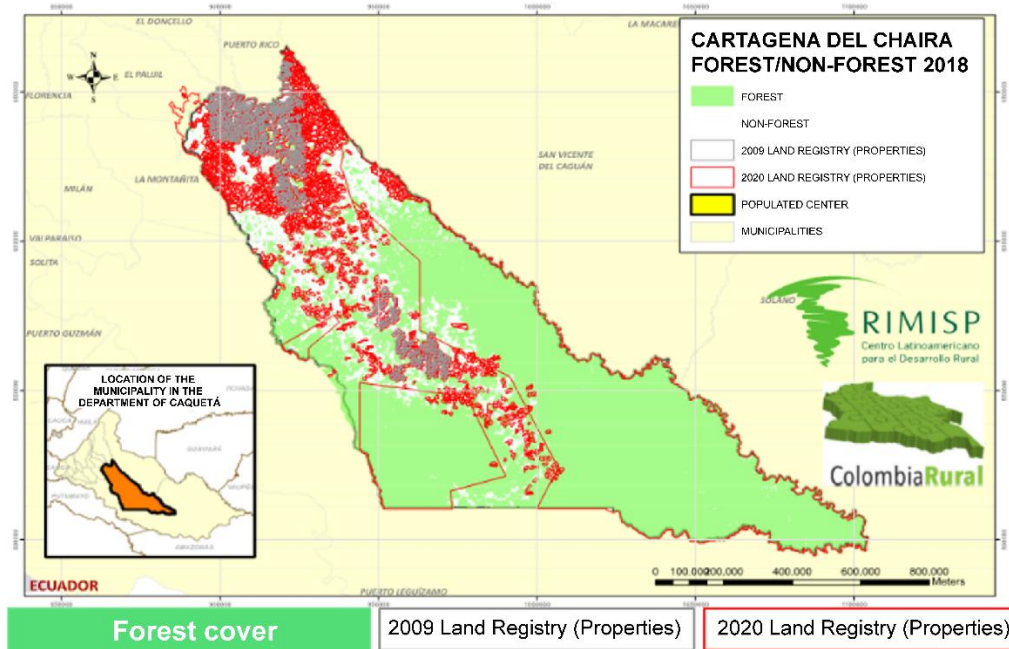 EL DONCELLO
LA MACARE
PUERTO RICO
EL PAUJIL
FLORENCIA
N
W
E
S
CARTAGENA DEL CHAIRA
FOREST/NON-FOREST 2018
FOREST
NON-FOREST
2009 LAND REGISTRY (PROPERTIES)
2020 LAND REGISTRY (PROPERTIES)
POPULATED CENTER
MUNICIPALITIES
SAN VICENTE
DEL CAGUÁN
LA MONTAÑITA
MILÁN
VALPARAÍSO
SOLITA
PUERTO GUZMÁN
SOLANO
RIMISP
Centro Latinoamericano
para el Desarrollo Rural
ColombiaRural
LOCATION OF THE
MUNICIPALITY IN THE
DEPARTMENT OF CAQUETÁ
PUTUMAYO
AMAZONAS
ECUADOR
PUERTO LEGUÍZAMO
0 100.000 200.000 400.000 600.000 800.000
Meters
Forest cover
2009 Land Registry (Properties)
2020 Land Registry (Properties)